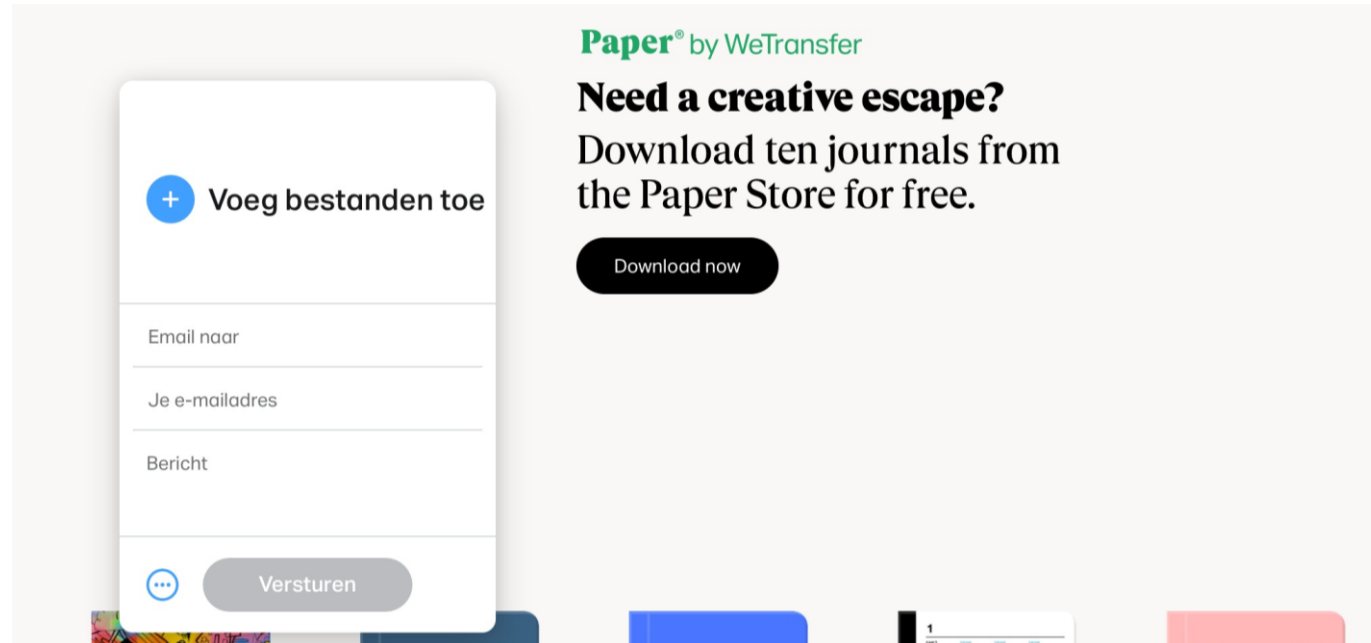 Paper® by WeTransfer
Need a creative escape?
Download ten journals from
the Paper Store for free.
Download now
Voeg bestanden toe
Email naar
Je e-mailadres
Bericht
Versturen
1